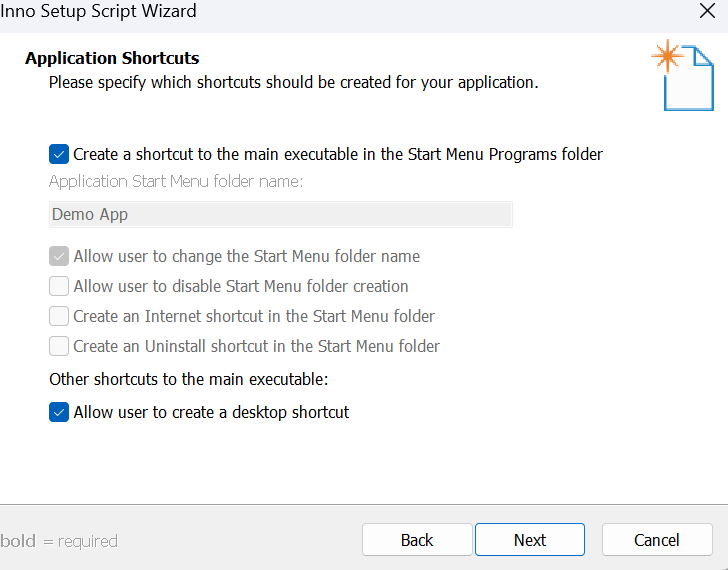 Inno Setup Script Wizard
Application Shortcuts
Please specify which shortcuts should be created for your application.
Create a shortcut to the main executable in the Start Menu Programs folder
Application Start Menu folder name:
Demo App
Allow user to change the Start Menu folder name
Allow user to disable Start Menu folder creation
Create an Internet shortcut in the Start Menu folder
Create an Uninstall shortcut in the Start Menu folder
Other shortcuts to the main executable:
Allow user to create a desktop shortcut
bold = required
Back Next Cancel